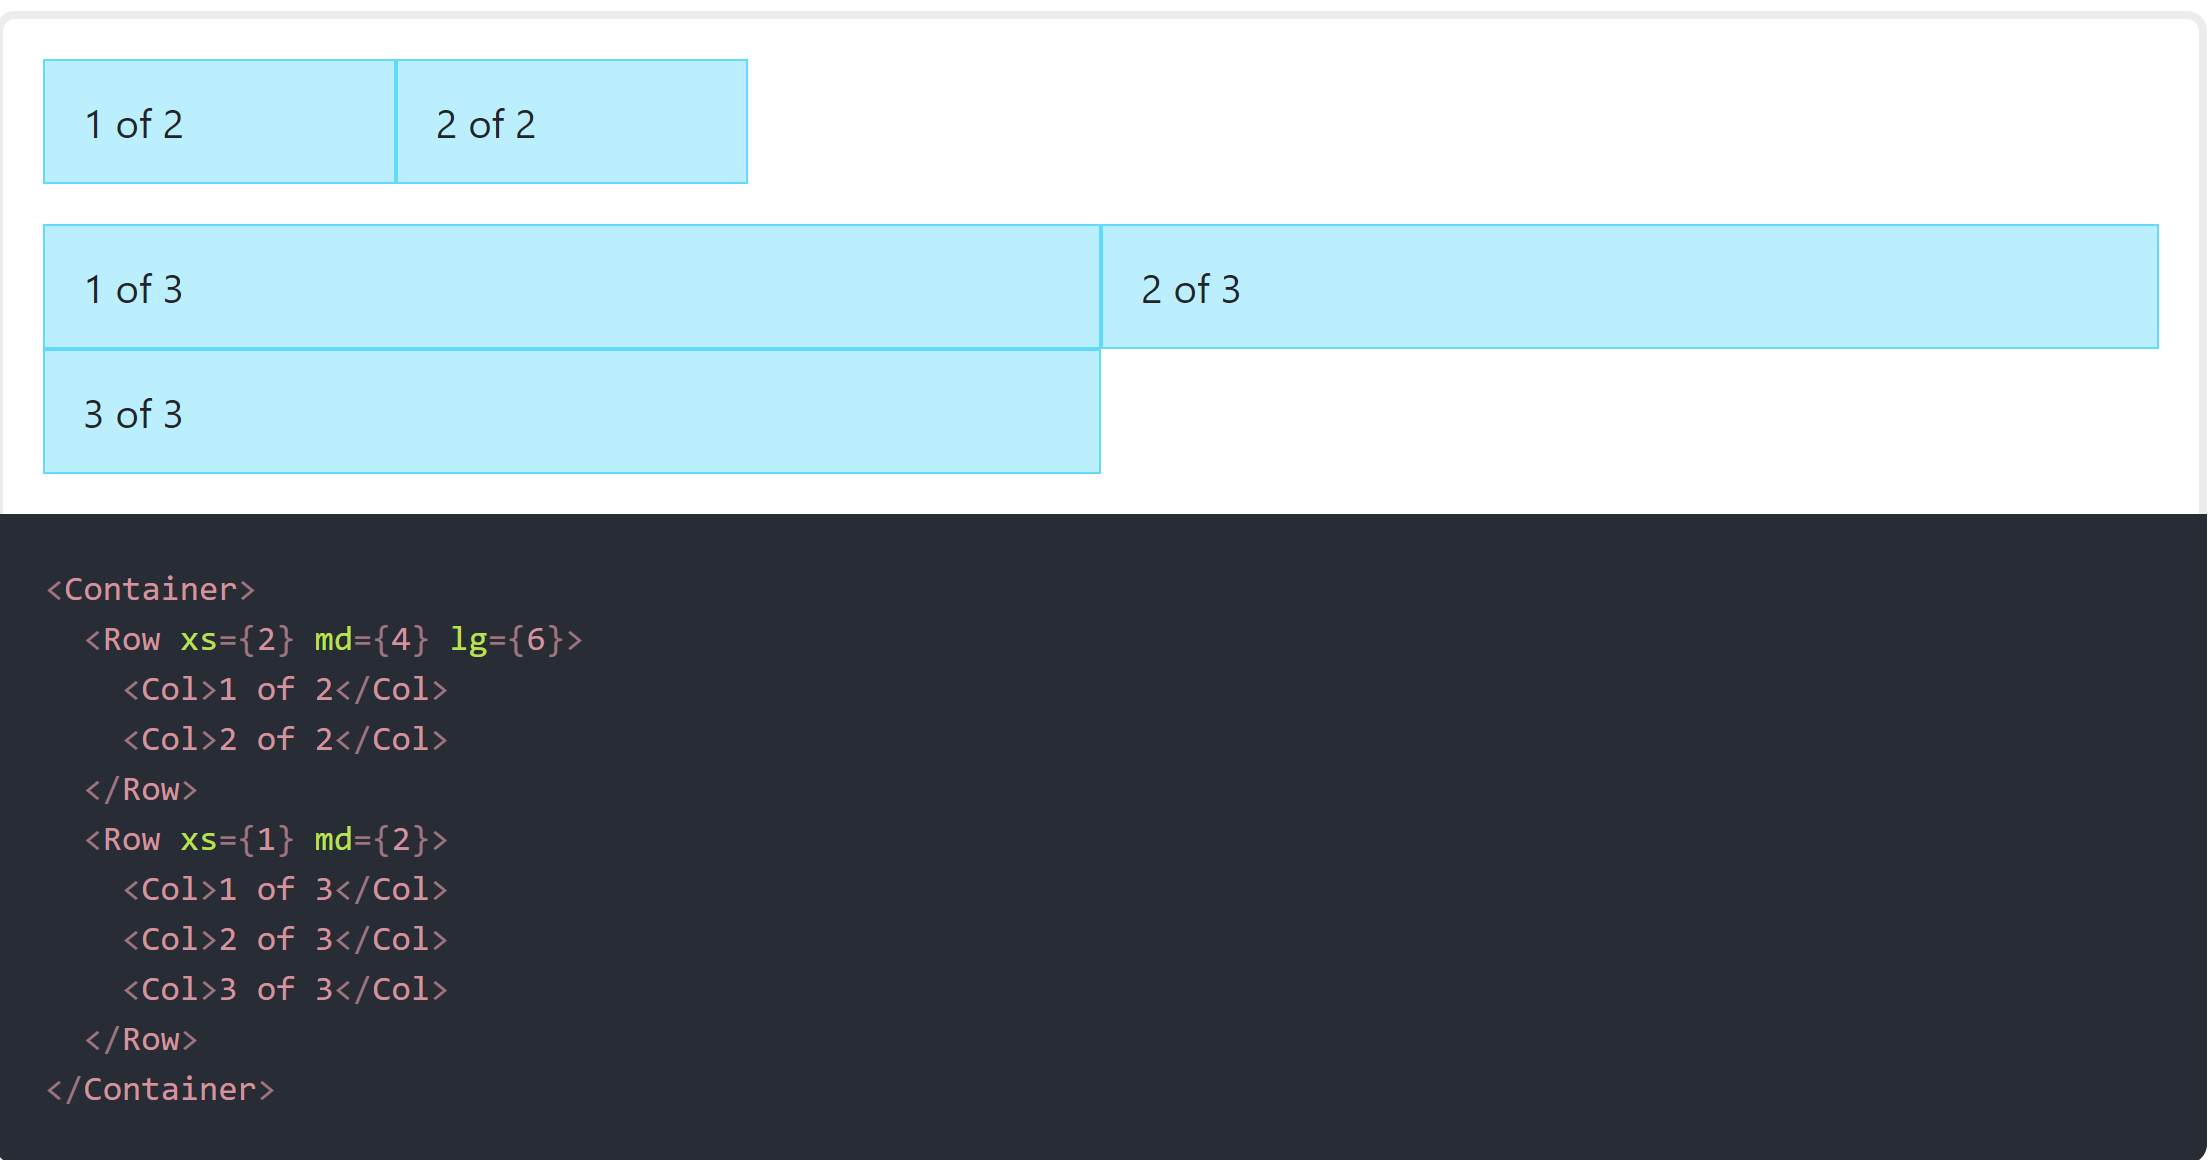 1 of 2 2 of 2
1 of 3 2 of 3
3 of 3
<Container>
  <Row xs={2} md={4} lg={6}>
    <Col>1 of 2</Col>
    <Col>2 of 2</Col>
  </Row>
  <Row xs={1} md={2}>
    <Col>1 of 3</Col>
    <Col>2 of 3</Col>
    <Col>3 of 3</Col>
  </Row>
</Container>